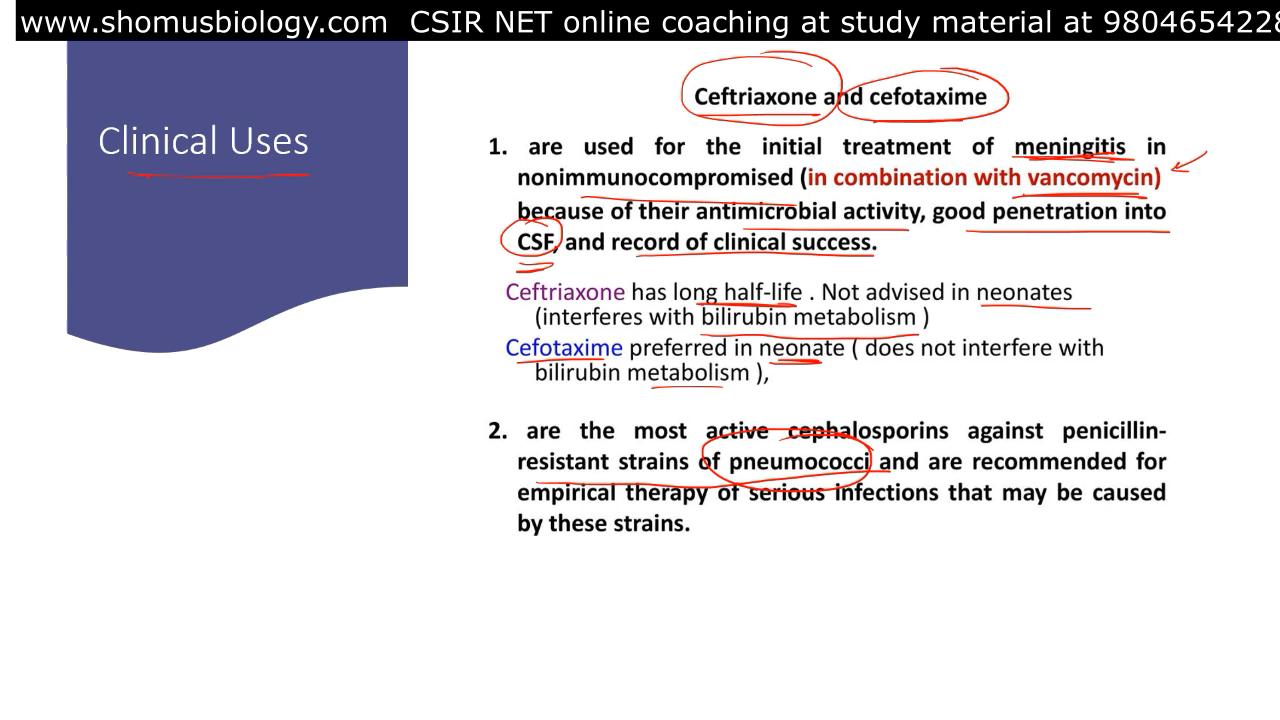 www.shomusbiology.com CSIR NET online coaching at study material at 9804654228
Clinical Uses
Ceftriaxone and cefotaxime
1. are used for the initial treatment of meningitis in
nonimmunocompromised (in combination with vancomycin)
because of their antimicrobial activity, good penetration into
CSF, and record of clinical success.
Ceftriaxone has long half-life . Not advised in neonates
(interferes with bilirubin metabolism )
Cefotaxime preferred in neonate ( does not interfere with
bilirubin metabolism ),
2. are the most active cephalosporins against penicillin-
resistant strains of pneumococci and are recommended for
empirical therapy of serious infections that may be caused
by these strains.